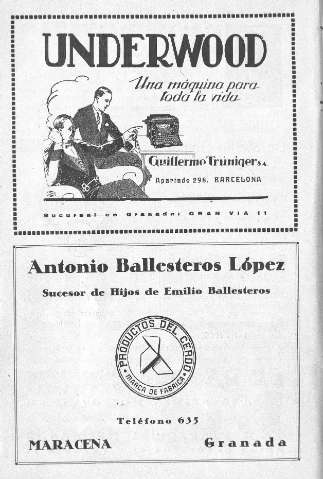 UNDERWOOD
Una máquina para
toda la vida
Guillermo Trúniger S.A.
Apartado 298. BARCELONA
Sucursal en Granada: GRAN VIA 11
Antonio Ballesteros López
Sucesor de Hijos de Emilio Ballesteros
PRODUCTOS DEL CERDO
MARCA DE FABRICA
Teléfono 635
MARACENA Granada